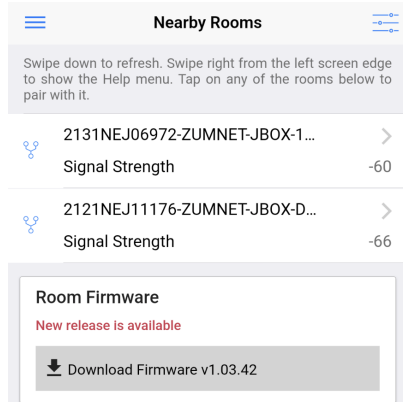 Nearby Rooms
Swipe down to refresh. Swipe right from the left screen edge
to show the Help menu. Tap on any of the rooms below to
pair with it.
2131NEJ06972-ZUMNET-JBOX-1...
Signal Strength -60
2121NEJ11176-ZUMNET-JBOX-D...
Signal Strength -66
Room Firmware
New release is available
Download Firmware v1.03.42